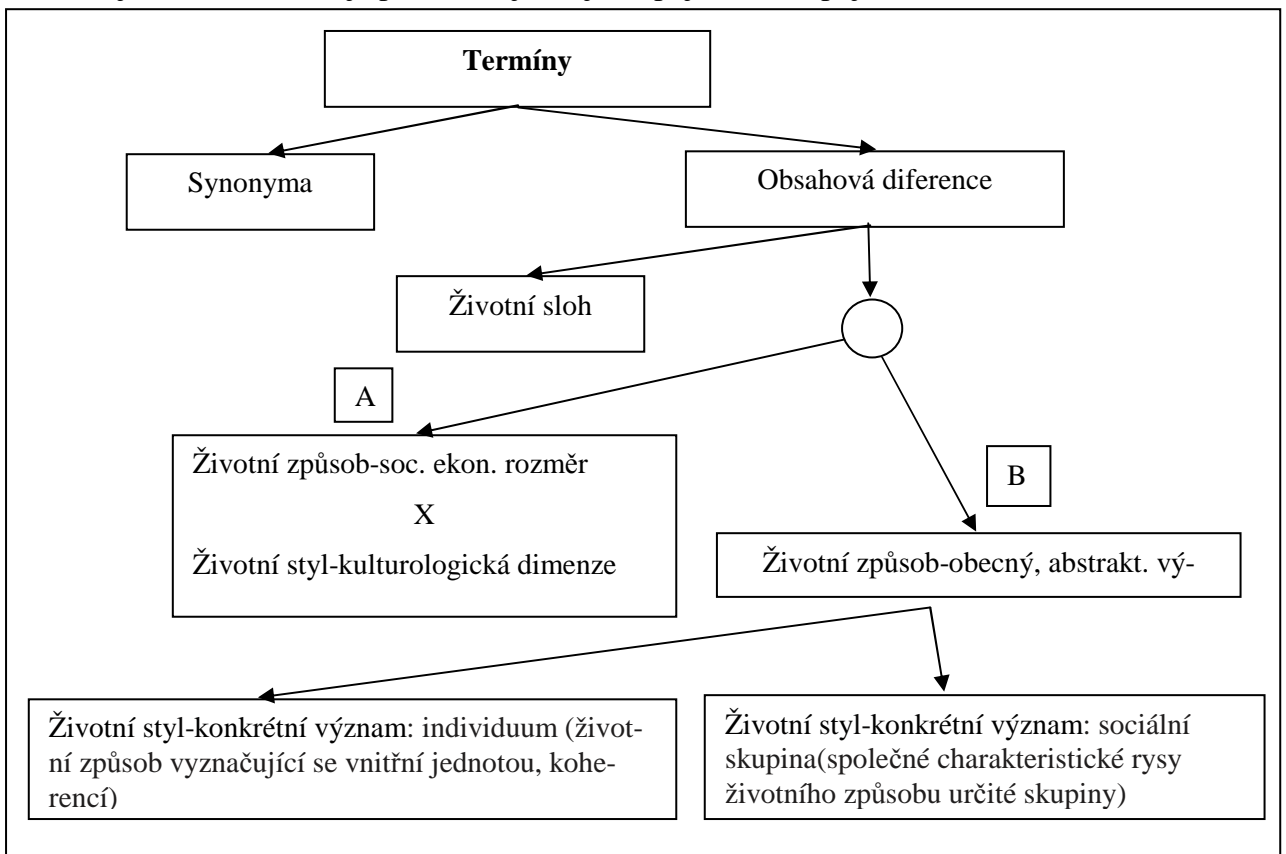 Termíny
Synonyma
Obsahová diference
Životní sloh
A
Životní způsob-soc. ekon. rozměr
X
Životní styl-kulturologická dimenze
B
Životní způsob-obecný, abstrakt. vý-
Životní styl-konkrétní význam: individuum (život-
ní způsob vyznačující se vnitřní jednotou, kohe-
rencí)
Životní styl-konkrétní význam: sociální
skupina(společné charakteristické rysy
životního způsobu určité skupiny)